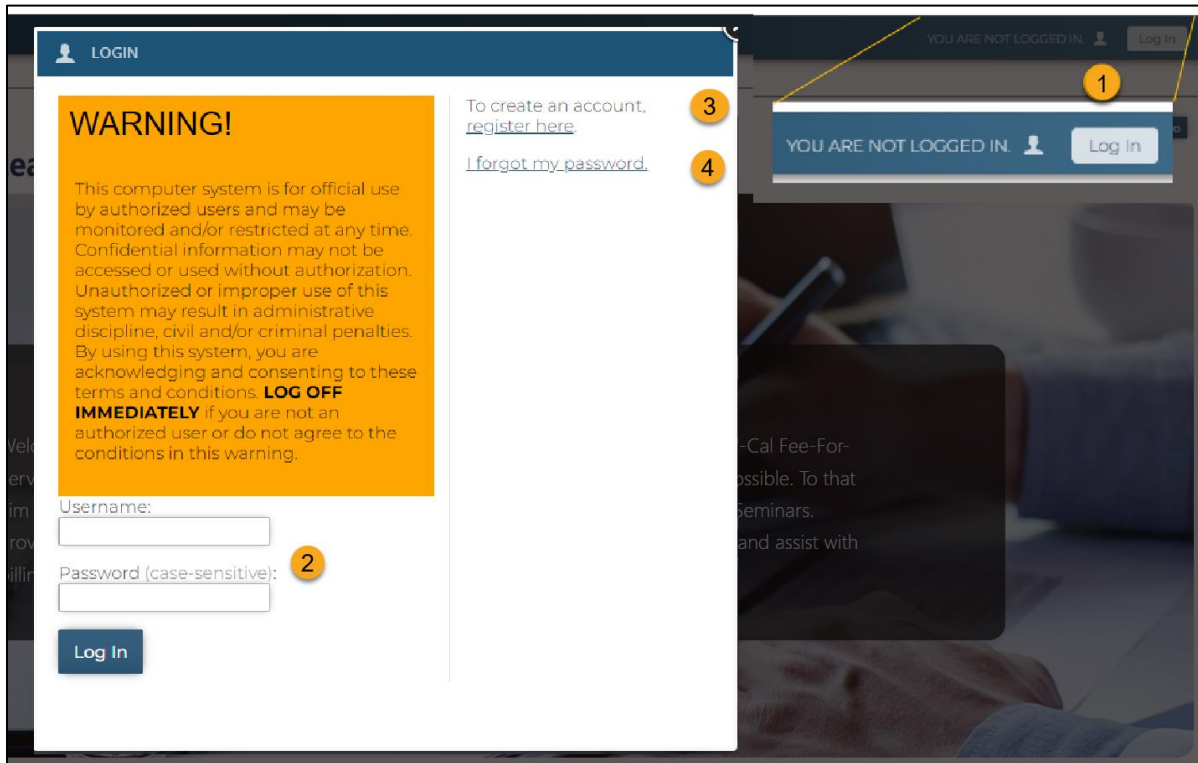 LOGIN
WARNING!
This computer system is for official use
by authorized users and may be
monitored and/or restricted at any time.
Confidential information may not be
accessed or used without authorization.
Unauthorized or improper use of this
system may result in administrative
discipline, civil and/or criminal penalties.
By using this system, you are
acknowledging and consenting to these
terms and conditions. LOG OFF
IMMEDIATELY if you are not an
authorized user or do not agree to the
conditions in this warning.
Username:
Password (case-sensitive):
2
Log In
To create an account,
register here.
3
I forgot my password.
4
YOU ARE NOT LOGGED IN. Log In
1
YOU ARE NOT LOGGED IN. Log In
-Cal Fee-For-
ossible. To that
Seminars.
and assist with